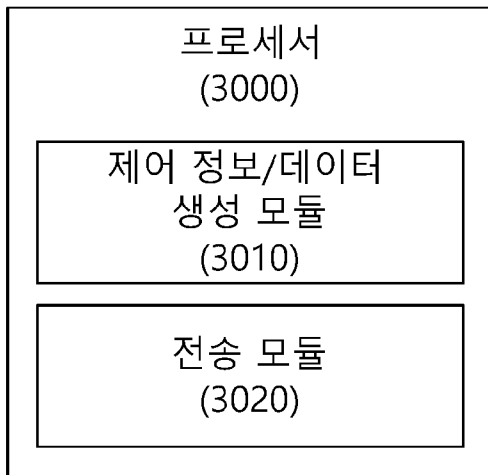 프로세서
(3000)
제어 정보/데이터
생성 모듈
(3010)
전송 모듈
(3020)